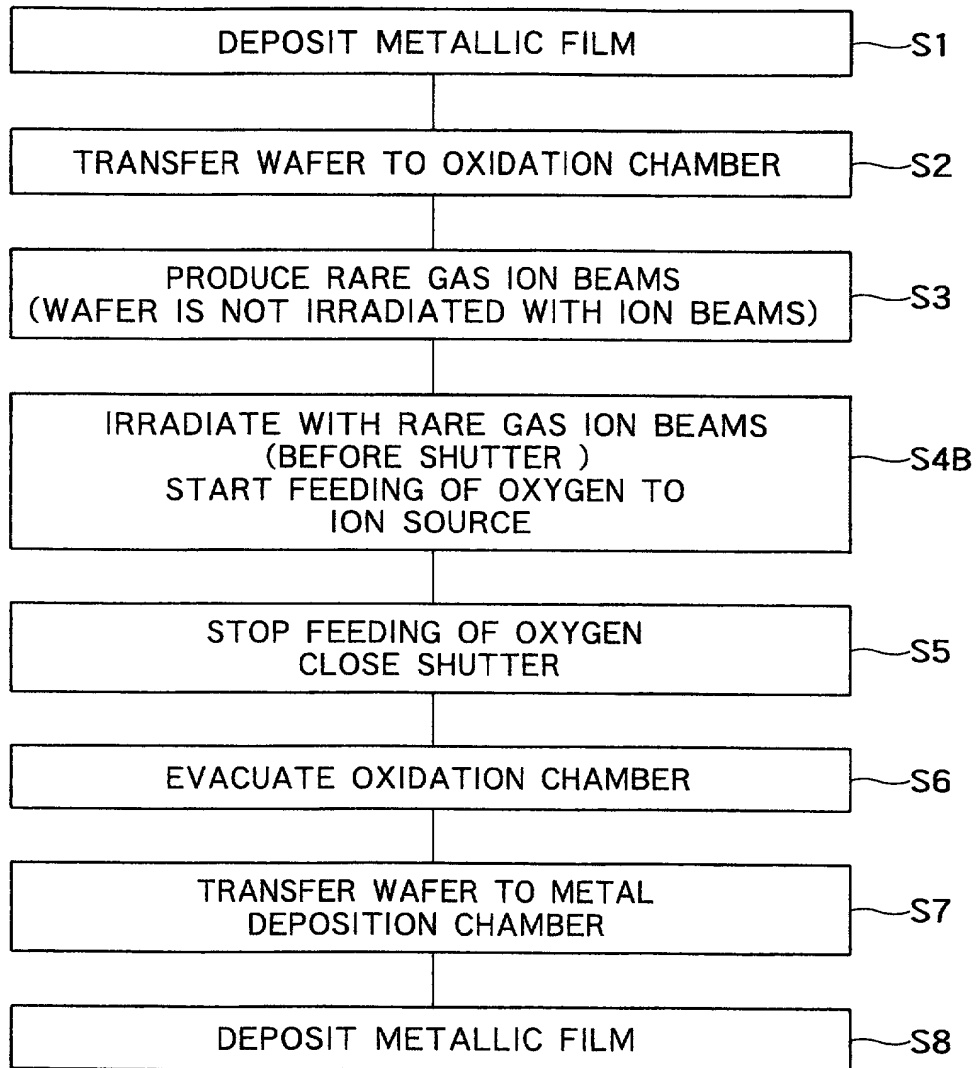 DEPOSIT METALLIC FILM
S1
TRANSFER WAFER TO OXIDATION CHAMBER
S2
PRODUCE RARE GAS ION BEAMS
(WAFER IS NOT IRRADIATED WITH ION BEAMS)
S3
IRRADIATE WITH RARE GAS ION BEAMS
(BEFORE SHUTTER )
START FEEDING OF OXYGEN TO
ION SOURCE
S4B
STOP FEEDING OF OXYGEN
CLOSE SHUTTER
S5
EVACUATE OXIDATION CHAMBER
S6
TRANSFER WAFER TO METAL
DEPOSITION CHAMBER
S7
DEPOSIT METALLIC FILM
S8